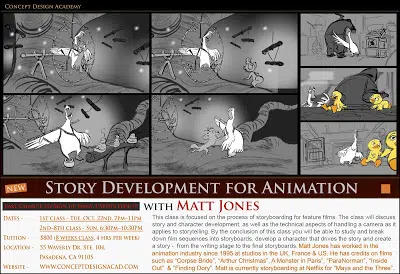 Concept Design Academy
NEW
Story Development for Animation
with Matt Jones
Dates -
1st class - Tue, Oct. 22nd, 7pm-11pm
2nd-8th class - Sun, 6:30pm-10:30pm
Tuition -
$800 (8 weeks class, 4 hrs per week)
Location -
55 Waverly Dr. Ste. 104,
Pasadena, CA 91105
Website -
www.conceptdesignacad.com
This class is focused on the process of storyboarding for feature films. The class will discuss
story and character development, as well as the technical aspects of handling a camera as it
applies to storytelling. By the conclusion of this class you will be able to study and break
down film sequences into storyboards, develop a character that drives the story and create
a story - from the writing stage to the final storyboards. Matt Jones has worked in the
animation industry since 1995 at studios in the UK, France & US. He has credits on films
such as "Corpse Bride", "Arthur Christmas", A Monster in Paris", "ParaNorman", "Inside
Out" & "Finding Dory". Matt is currently storyboarding at Netflix for "Maya and the Three".